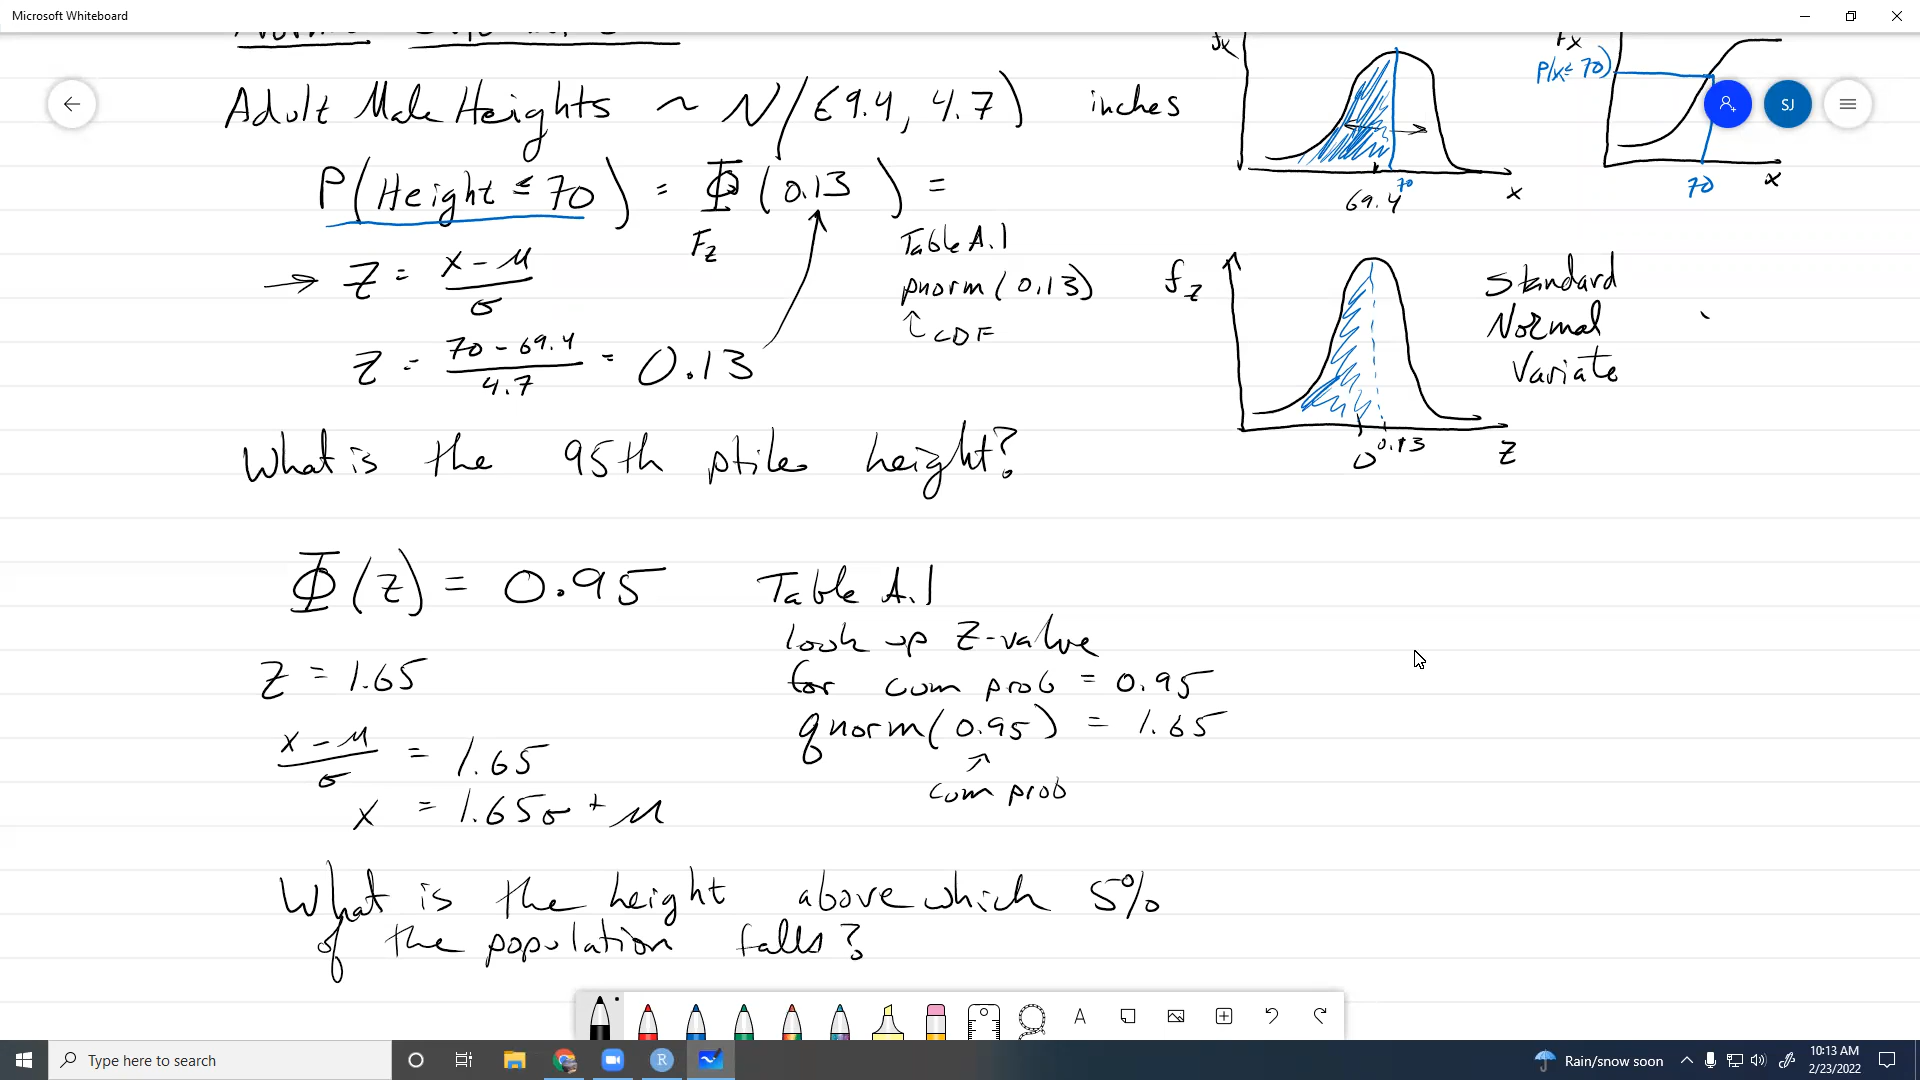 Microsoft Whiteboard
Adult Male Heights ~ N(69.4, 4.7) inches
P(Height ≤ 70) = Φ(0.13) =
F_Z
Table A.1
pnorm(0.13)
CDF
→ Z = (x - μ)/σ
Z = (70 - 69.4)/4.7 = 0.13
fx
69.4
70
x
Fx
P(x≤70)
70
x
SJ
f_Z
0
0.13
Z
Standard
Normal
Variate
What is the 95th ptile height?
Φ(z) = 0.95
Table A.1
look up Z-value
for cum prob = 0.95
qnorm(0.95) = 1.65
cum prob
Z = 1.65
(x - μ)/σ = 1.65
x = 1.65σ + μ
What is the height above which 5%
of the population falls?
A
Type here to search
R
Rain/snow soon
10:13 AM
2/23/2022